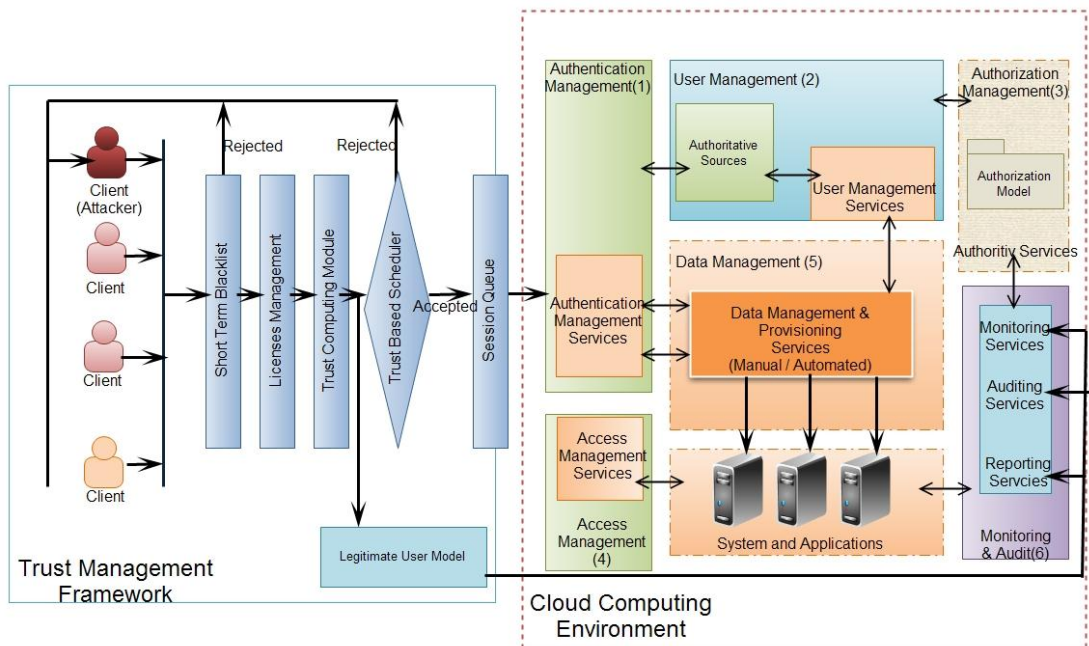 Client
(Attacker)
Client
Client
Client
Rejected
Rejected
Short Term Blacklist
Licenses Management
Trust Computing Module
Trust Based Scheduler
Accepted
Session Queue
Legitimate User Model
Trust Management
Framework
Authentication
Management(1)
Authentication
Management
Services
User Management (2)
Authoritative
Sources
User Management
Services
Authorization
Management(3)
Authorization
Model
Authoritiy Services
Data Management (5)
Data Management &
Provisioning
Services
(Manual / Automated)
Access
Management
Services
Access
Management
(4)
System and Applications
Monitoring
Services
Auditing
Services
Reporting
Servcies
Monitoring
& Audit(6)
Cloud Computing
Environment